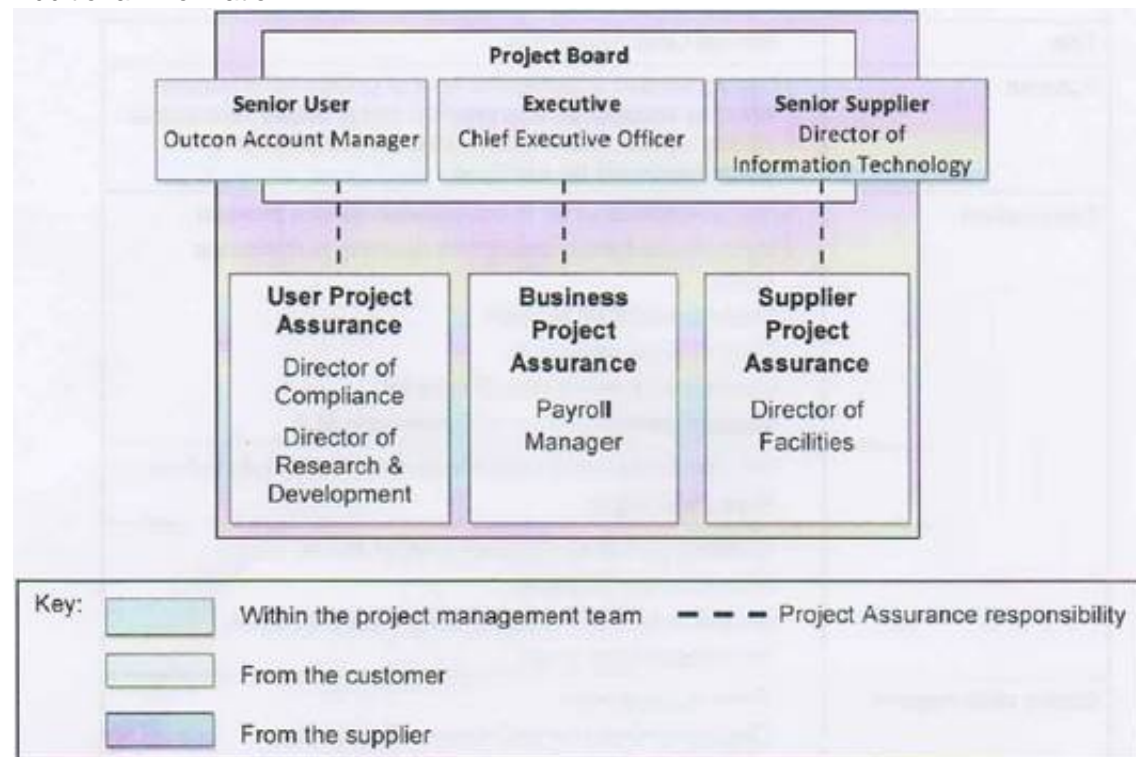 Project Board
Senior User
Outcon Account Manager
Executive
Chief Executive Officer
Senior Supplier
Director of
Information Technology
User Project
Assurance
Director of
Compliance
Director of
Research &
Development
Business
Project
Assurance
Payroll
Manager
Supplier
Project
Assurance
Director of
Facilities
Key:
Within the project management team
Project Assurance responsibility
From the customer
From the supplier